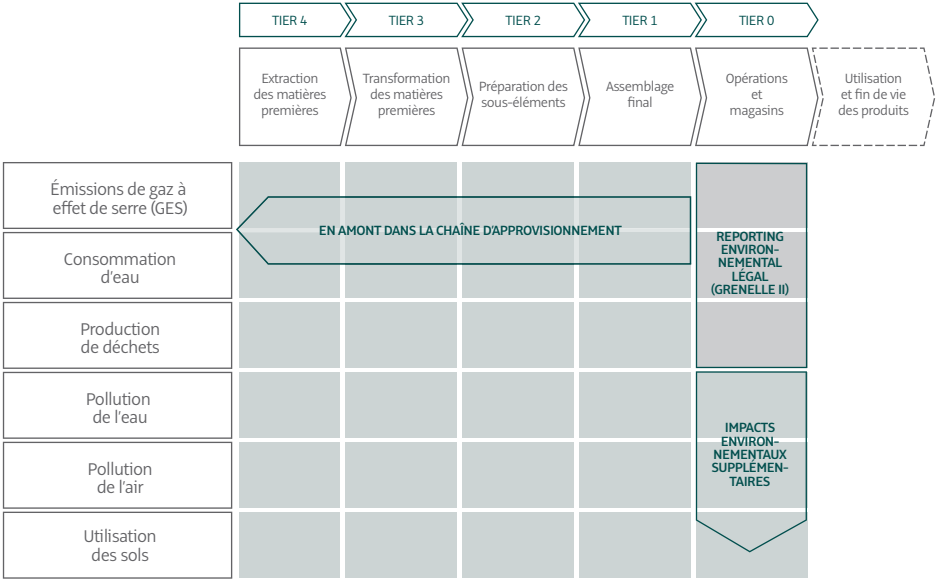 TIER 4
TIER 3
TIER 2
TIER 1
TIER 0
Extraction
des matières
premières
Transformation
des matières
premières
Préparation des
sous-éléments
Assemblage
final
Opérations
et
magasins
Utilisation
et fin de vie
des produits
Émissions de gaz à
effet de serre (GES)
EN AMONT DANS LA CHAÎNE D'APPROVISIONNEMENT
REPORTING
ENVIRON-
NEMENTAL
LÉGAL
(GRENELLE II)
Consommation
d'eau
Production
de déchets
Pollution
de l'eau
IMPACTS
ENVIRON-
NEMENTAUX
SUPPLÉMEN-
TAIRES
Pollution
de l'air
Utilisation
des sols